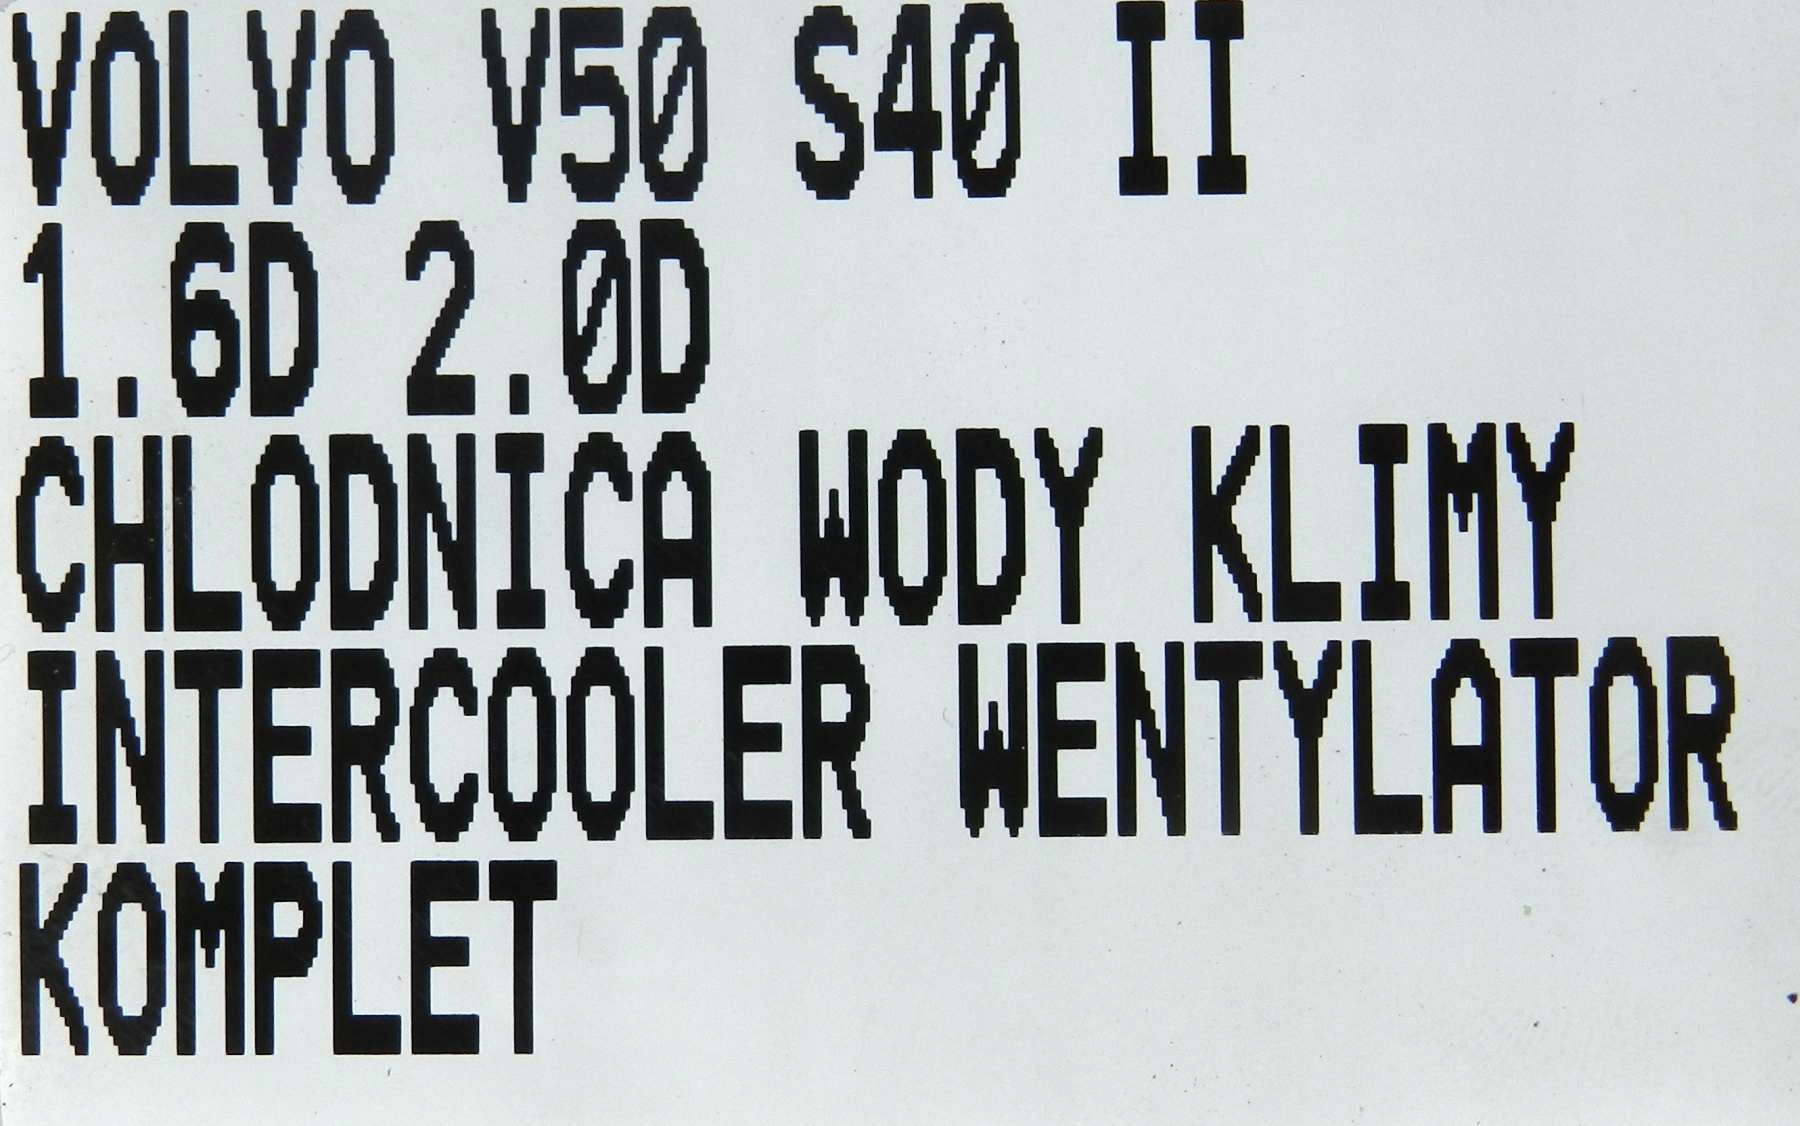 VOLVO V50 S40 II
1.6D 2.0D
CHLODNICA WODY KLIMY
INTERCOOLER WENTYLATOR
KOMPLET